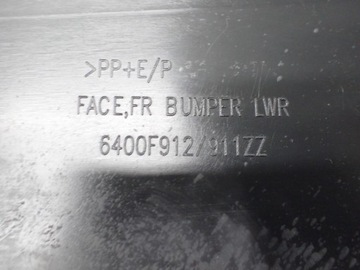 >PP+E/P
FACE,FR BUMPER LWR
6400F912/911ZZ